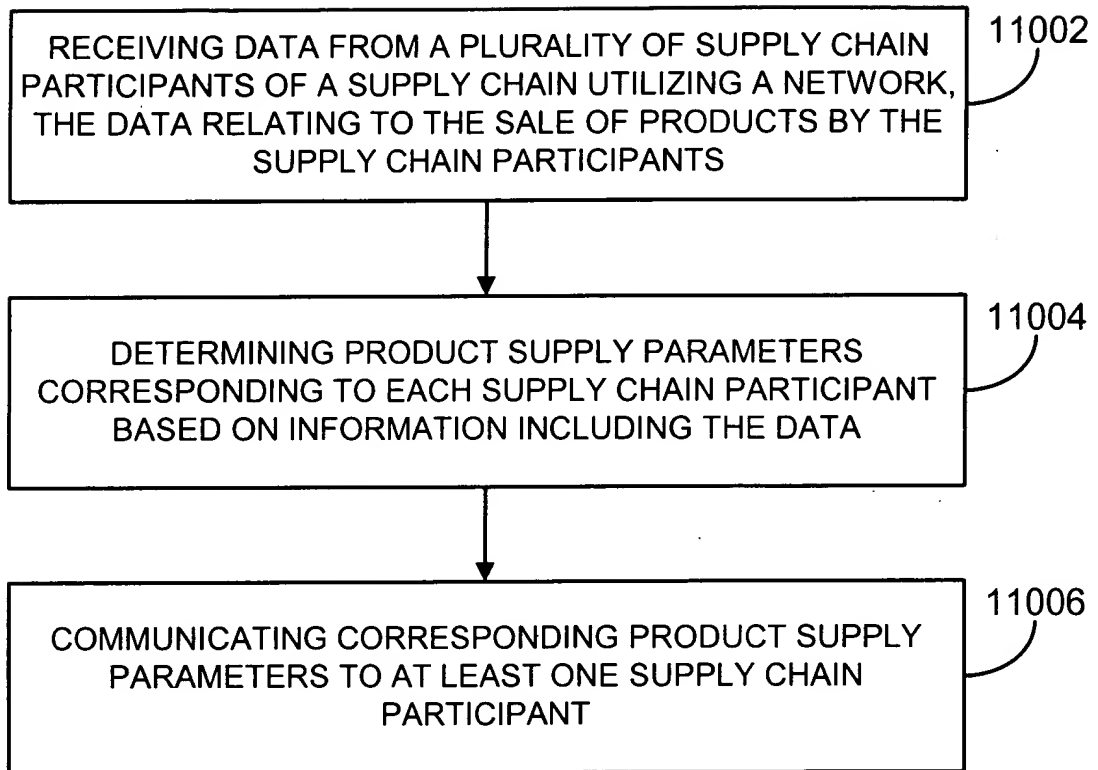 RECEIVING DATA FROM A PLURALITY OF SUPPLY CHAIN
PARTICIPANTS OF A SUPPLY CHAIN UTILIZING A NETWORK,
THE DATA RELATING TO THE SALE OF PRODUCTS BY THE
SUPPLY CHAIN PARTICIPANTS
11002
DETERMINING PRODUCT SUPPLY PARAMETERS
CORRESPONDING TO EACH SUPPLY CHAIN PARTICIPANT
BASED ON INFORMATION INCLUDING THE DATA
11004
COMMUNICATING CORRESPONDING PRODUCT SUPPLY
PARAMETERS TO AT LEAST ONE SUPPLY CHAIN
PARTICIPANT
11006